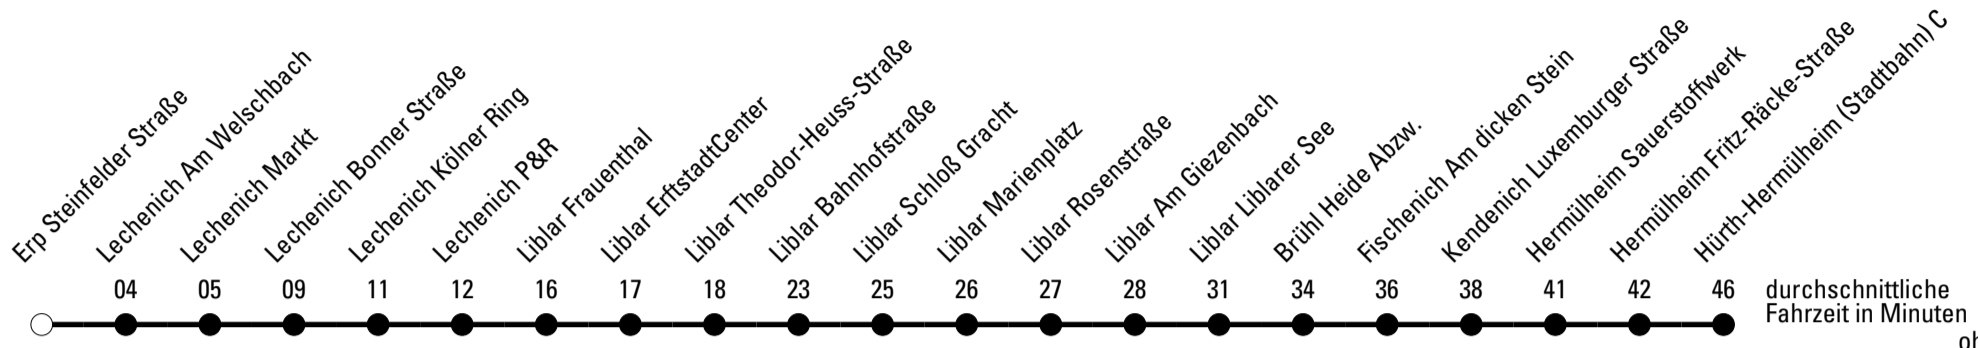 Erp Steinfelder Straße
Lechenich Am Welschbach
Lechenich Markt
Lechenich Bonner Straße
Lechenich Kölner Ring
Lechenich P&R
Liblar Frauenthal
Liblar ErftstadtCenter
Liblar Theodor-Heuss-Straße
Liblar Bahnhofstraße
Liblar Schloß Gracht
Liblar Marienplatz
Liblar Rosenstraße
Liblar Am Giezenbach
Liblar Liblarer See
Brühl Heide Abzw.
Fischenich Am dicken Stein
Kendenich Luxemburger Straße
Hermülheim Sauerstoffwerk
Hermülheim Fritz-Räcke-Straße
Hürth-Hermülheim (Stadtbahn) C
04 05 09 11 12 16 17 18 23 25 26 27 28 31 34 36 38 41 42 46 durchschnittliche
Fahrzeit in Minuten